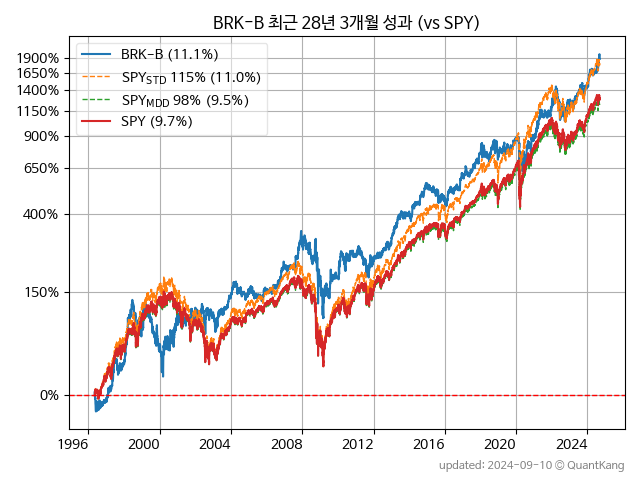 BRK-B 최근 28년 3개월 성과 (vs SPY)
BRK-B (11.1%)
SPY_STD 115% (11.0%)
SPY_MDD 98% (9.5%)
SPY (9.7%)
1900%
1650%
1400%
1150%
900%
650%
400%
150%
0%
1996 2000 2004 2008 2012 2016 2020 2024
updated: 2024-09-10 © QuantKang